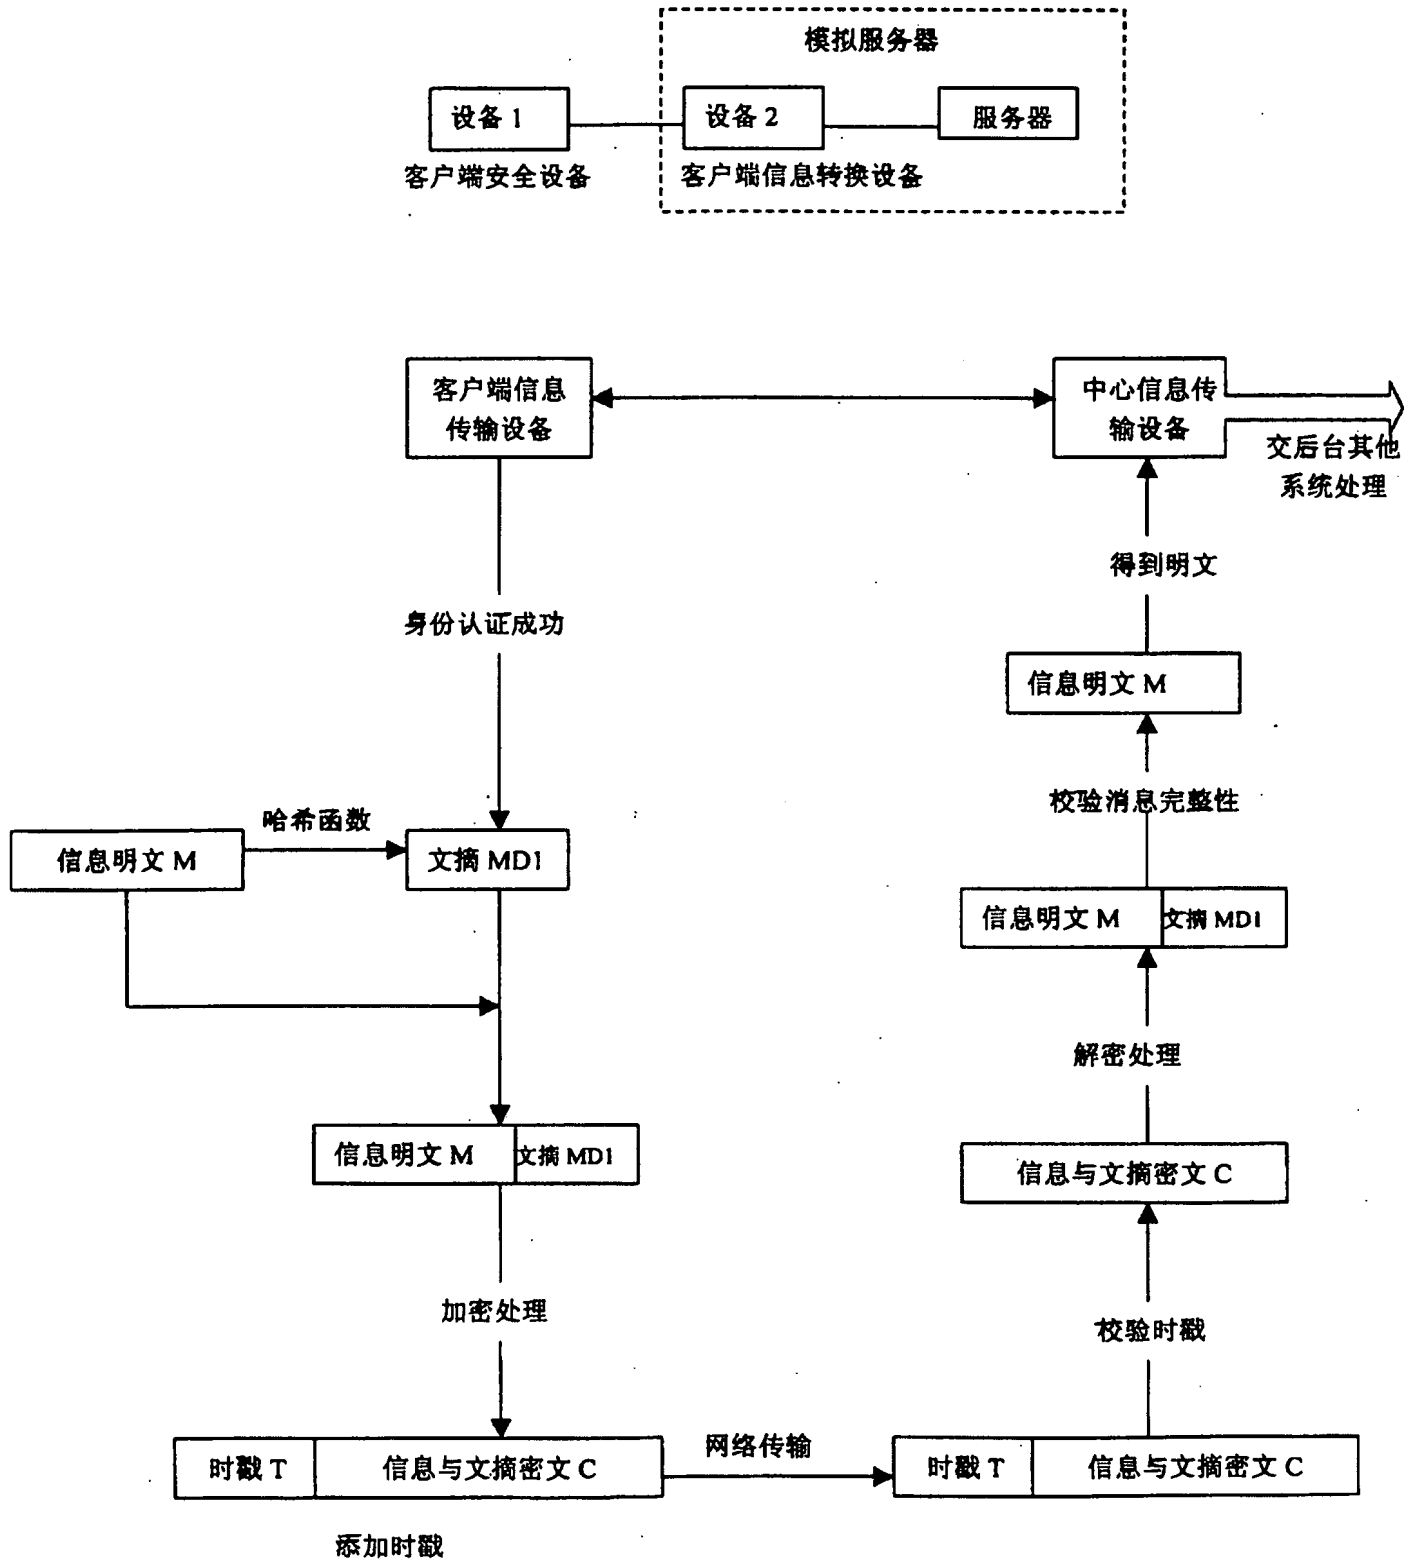 模拟服务器
设备 1
设备 2
服务器
客户端安全设备
客户端信息转换设备
客户端信息
传输设备
中心信息传
输设备
交后台其他
系统处理
得到明文
身份认证成功
信息明文 M
校验消息完整性
哈希函数
信息明文 M
文摘 MD1
信息明文 M
文摘 MD1
解密处理
信息明文 M
文摘 MD1
信息与文摘密文 C
加密处理
校验时戳
网络传输
时戳 T
信息与文摘密文 C
时戳 T
信息与文摘密文 C
添加时戳